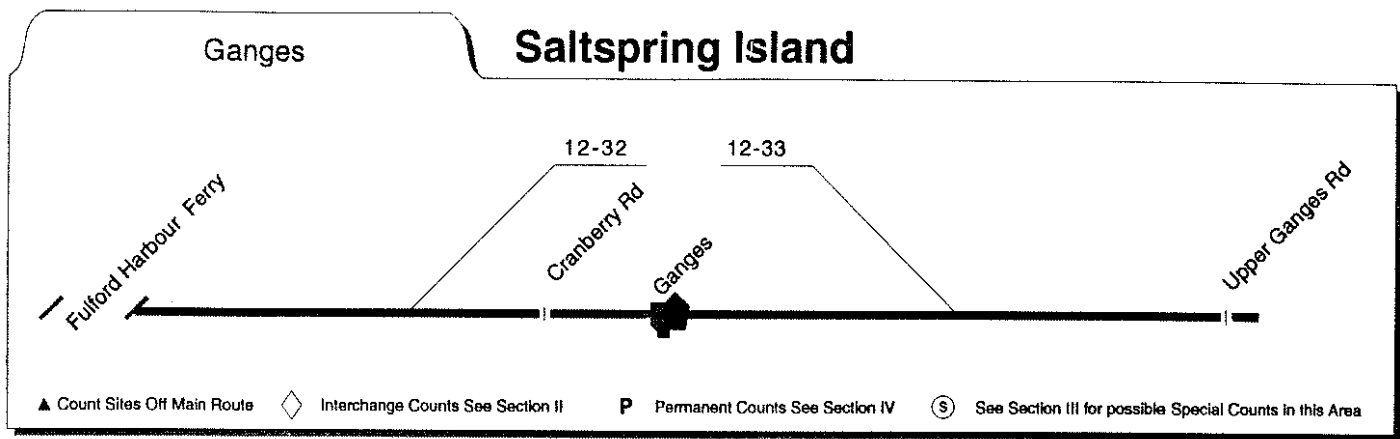 Ganges
Saltspring Island
12-32
12-33
Fulford Harbour Ferry
Cranberry Rd
Ganges
Upper Ganges Rd
▲ Count Sites Off Main Route ◇ Interchange Counts See Section II P Permanent Counts See Section IV Ⓢ See Section III for possible Special Counts in this Area